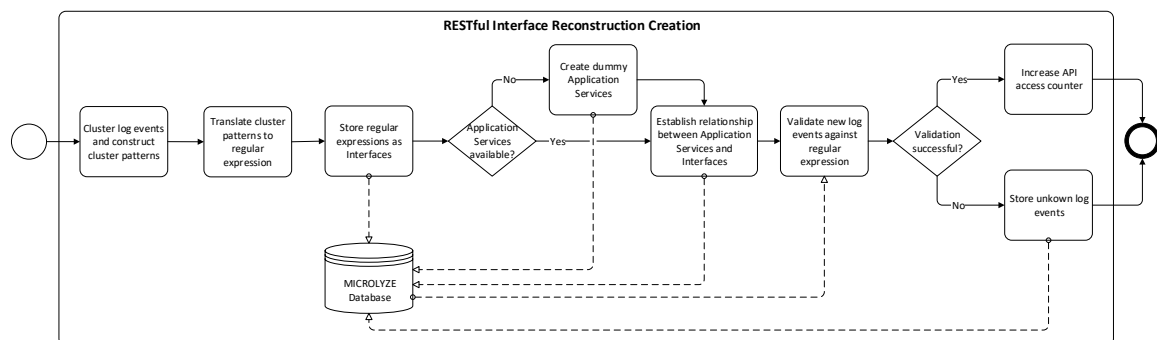 RESTful Interface Reconstruction Creation
Cluster log events
and construct
cluster patterns
Translate cluster
patterns to
regular
expression
Store regular
expressions as
Interfaces
Application
Services
available?
No
Create dummy
Application
Services
Yes
Establish relationship
between Application
Services and
Interfaces
Validate new log
events against
regular
expression
Validation
successful?
Yes
Increase API
access counter
No
Store unkown log
events
MICROLYZE
Database